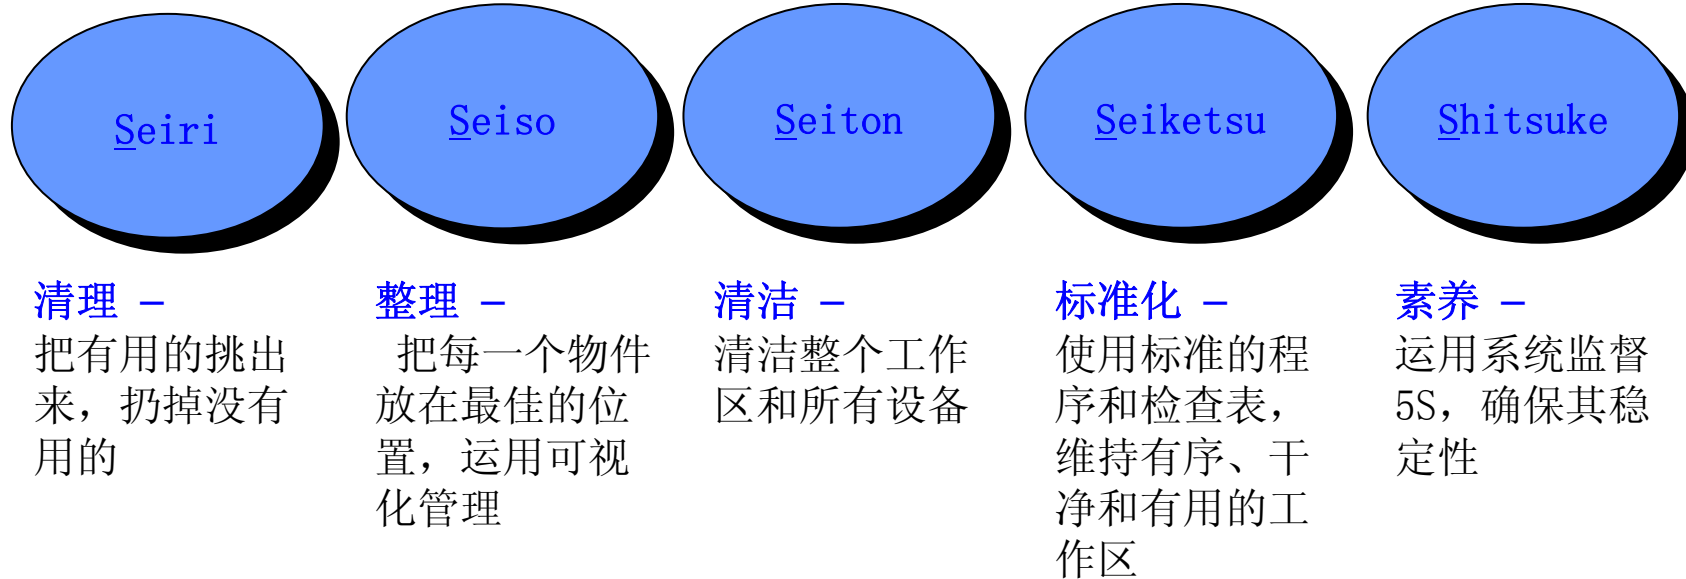 Seiri
Seiso
Seiton
Seiketsu
Shitsuke
清理 –
把有用的挑出
来，扔掉没有
用的
整理 –
把每一个物件
放在最佳的位
置，运用可视
化管理
清洁 –
清洁整个工作
区和所有设备
标准化 –
使用标准的程
序和检查表，
维持有序、干
净和有用的工
作区
素养 –
运用系统监督
5S，确保其稳
定性